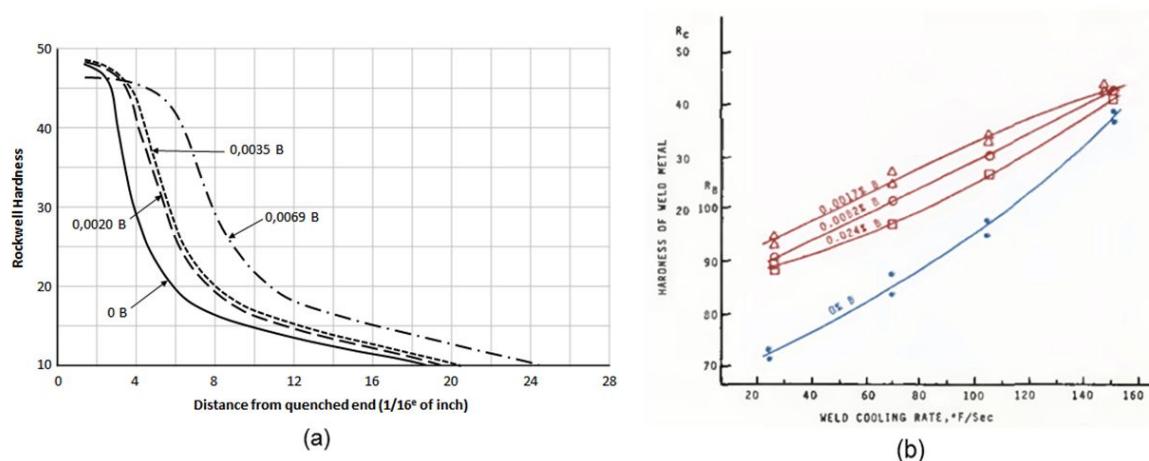 50
40
30
20
10
Rockwell Hardness
0,0035 B
0,0020 B
0,0069 B
0 B
0 4 8 12 16 20 24 28
Distance from quenched end (1/16e of inch)
(a)
Rc
50
40
30
RB
20 100
90
80
70
HARDNESS OF WELD METAL
0.0017% B
0.0082% B
0.024% B
0% B
20 40 60 80 100 120 140 160
WELD COOLING RATE, °F/Sec
(b)